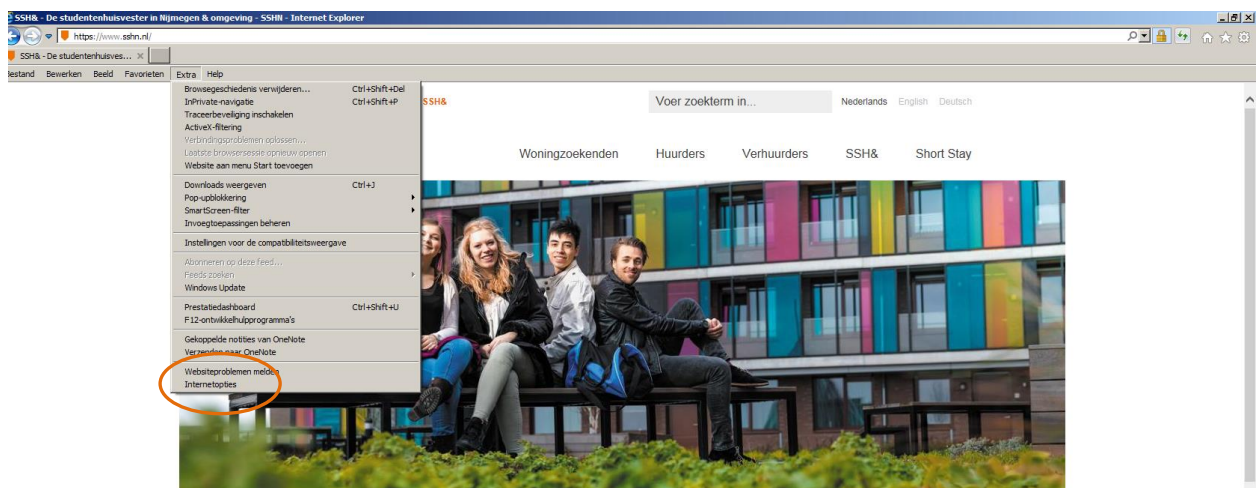 SSH& - De studentenhuisvester in Nijmegen & omgeving - SSHN - Internet Explorer
https://www.sshn.nl/
SSH& - De studentenhuisves...
Bestand Bewerken Beeld Favorieten Extra Help
Browsegeschiedenis verwijderen... Ctrl+Shift+Del
InPrivate-navigatie Ctrl+Shift+P
Traceerbeveiliging inschakelen
ActiveX-filtering
Verbindingsproblemen oplossen...
Laatste browsersessie opnieuw openen
Website aan menu Start toevoegen
Downloads weergeven Ctrl+J
Pop-upblokkering
SmartScreen-filter
Invoegtoepassingen beheren
Instellingen voor de compatibiliteitsweergave
Abonneren op deze feed...
Feeds zoeken
Windows Update
Prestatiedashboard Ctrl+Shift+U
F12-ontwikkelhulpprogramma's
Gekoppelde notities van OneNote
Verzenden naar OneNote
Websiteproblemen melden
Internetopties
SSH&
Voer zoekterm in...
Nederlands English Deutsch
Woningzoekenden Huurders Verhuurders SSH& Short Stay